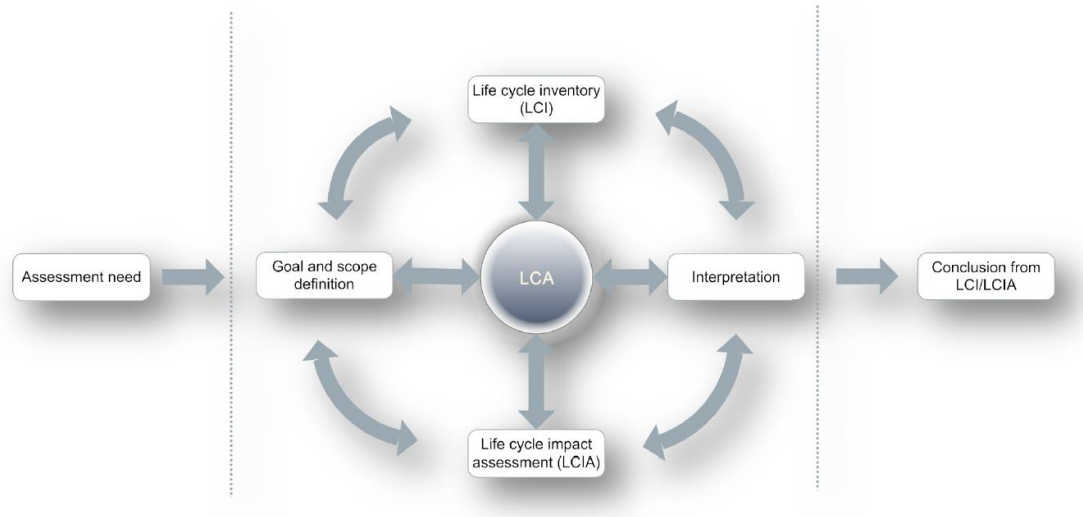 Life cycle inventory
(LCI)
Assessment need
Goal and scope
definition
LCA
Interpretation
Conclusion from
LCI/LCIA
Life cycle impact
assessment (LCIA)